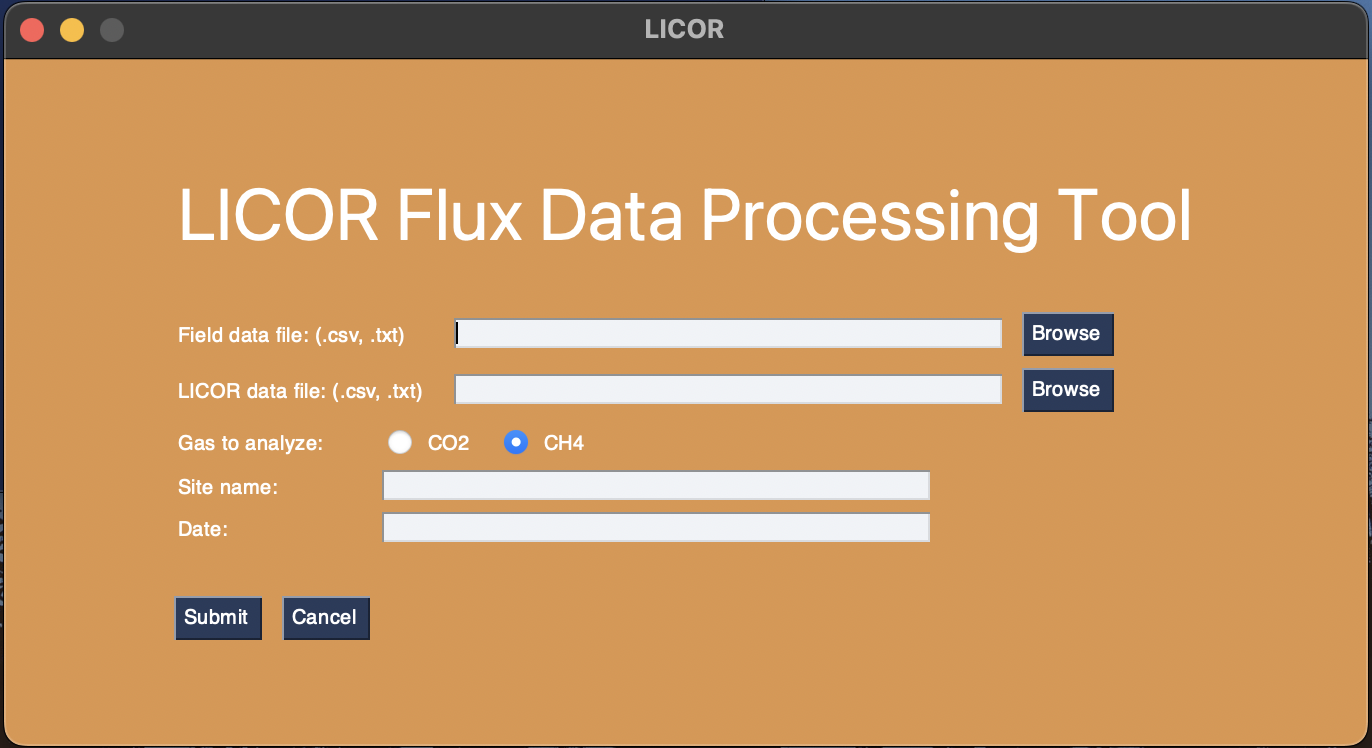 LICOR
LICOR Flux Data Processing Tool
Field data file: (.csv, .txt) Browse
LICOR data file: (.csv, .txt) Browse
Gas to analyze: CO2 CH4
Site name:
Date:
Submit Cancel